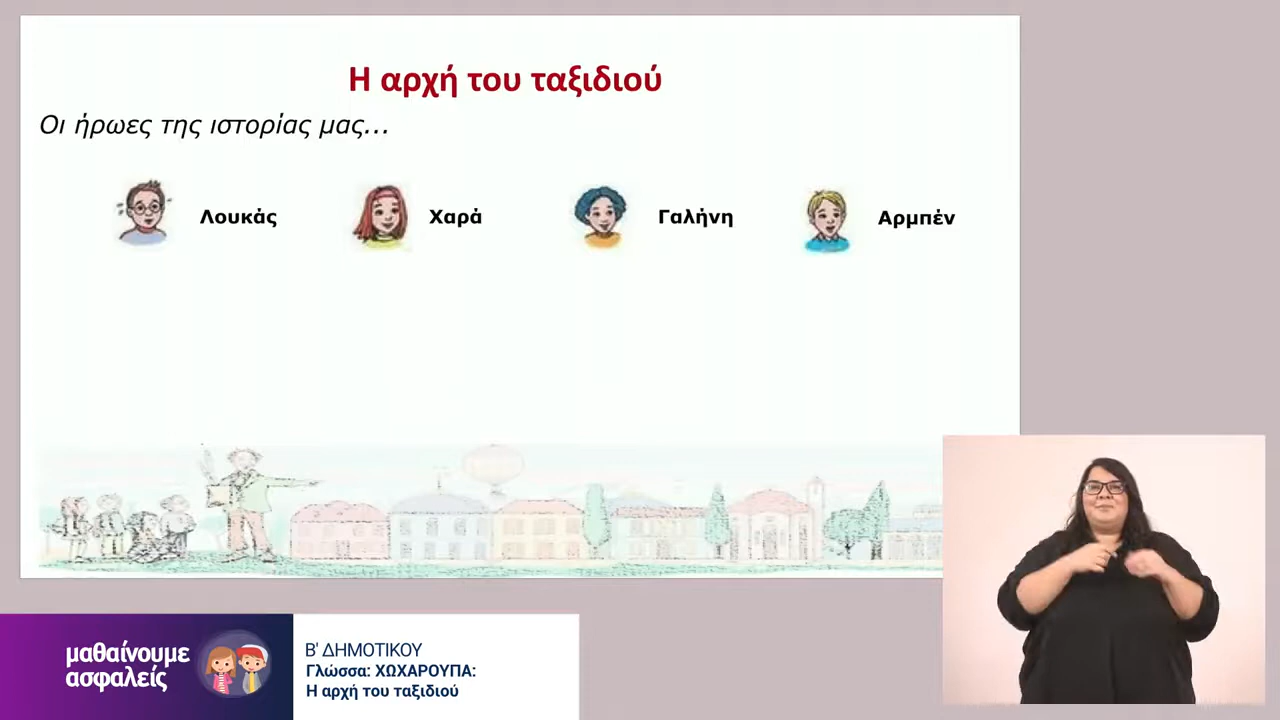 Η αρχή του ταξιδιού
Οι ήρωες της ιστορίας μας...
Λουκάς
Χαρά
Γαλήνη
Αρμπέν
μαθαίνουμε
ασφαλείς
Β' ΔΗΜΟΤΙΚΟΥ
Γλώσσα: ΧΩΧΑΡΟΥΠΑ:
Η αρχή του ταξιδιού